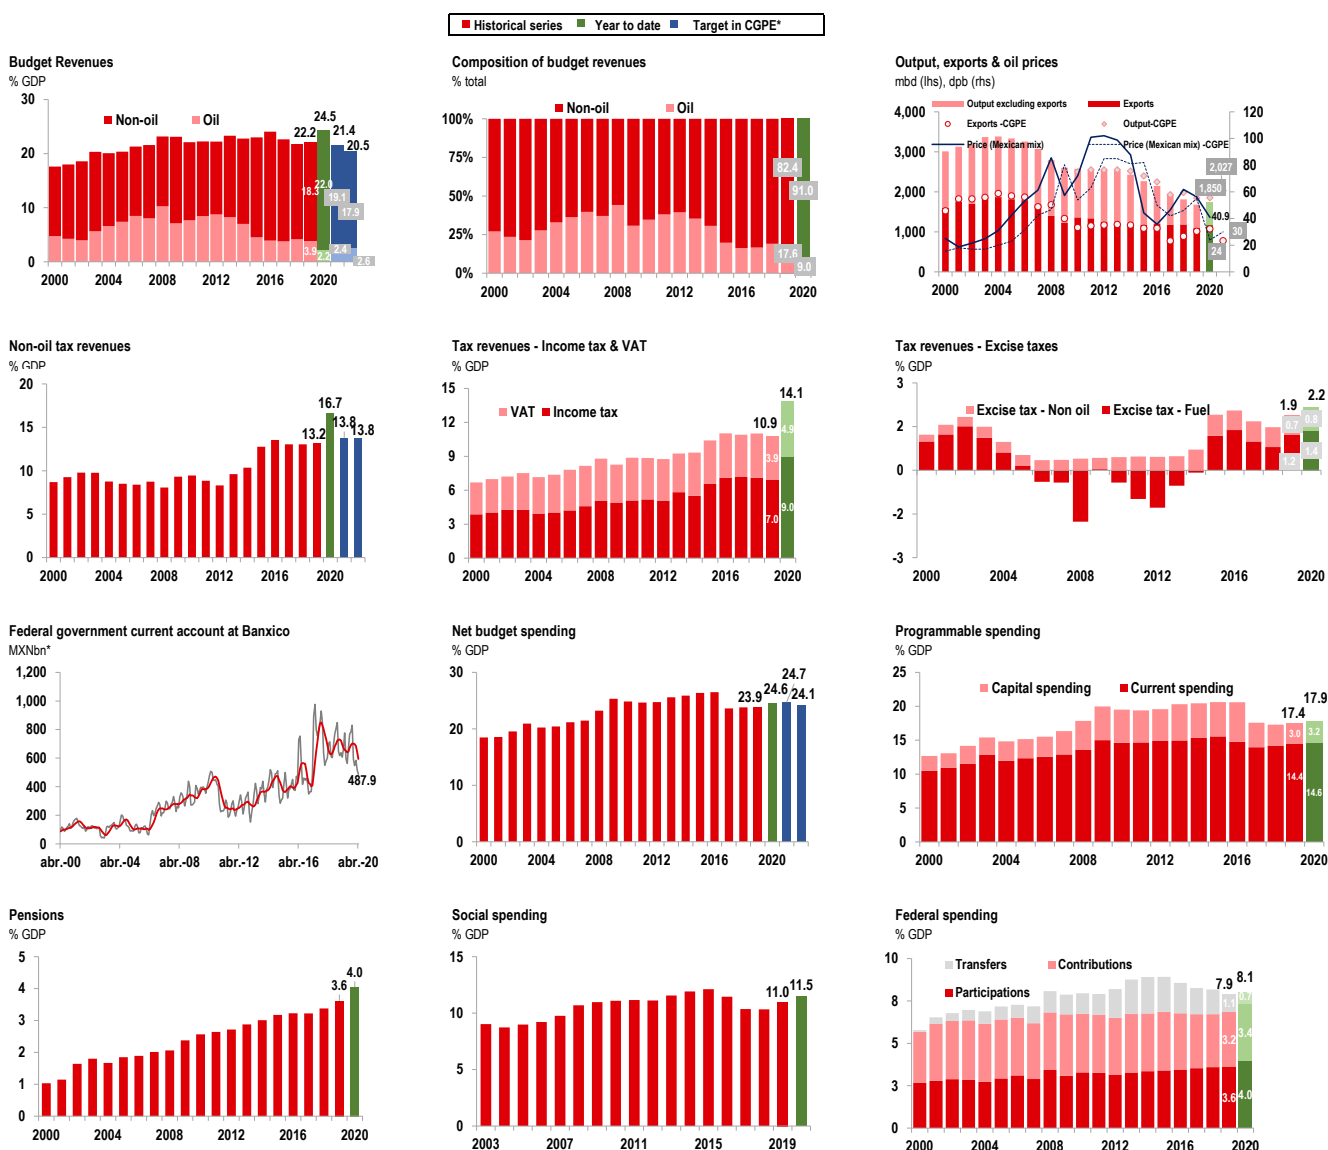 Historical series Year to date Target in CGPE*
Budget Revenues
% GDP
30
20
10
0
Non-oil Oil
22.2
24.5
21.4
20.5
18.3
22.0
19.1
17.9
3.9
2.2
2.4
2.6
2000 2004 2008 2012 2016 2020
Composition of budget revenues
% total
Non-oil Oil
100%
75%
50%
25%
0%
82.4
91.0
17.6
9.0
2000 2004 2008 2012 2016 2020
Output, exports & oil prices
mbd (lhs), dpb (rhs)
Output excluding exports Exports
Exports -CGPE Output-CGPE
Price (Mexican mix) Price (Mexican mix) -CGPE
4,000
3,000
2,000
1,000
0
120
100
80
60
40
20
0
2,027
1,850
40.9
30
24
2000 2004 2008 2012 2016 2020
Non-oil tax revenues
% GDP
20
15
10
5
0
13.2
16.7
13.8
13.8
2000 2004 2008 2012 2016 2020
Tax revenues - Income tax & VAT
% GDP
15
12
9
6
3
0
VAT Income tax
10.9
14.1
3.9
4.9
7.0
9.0
2000 2004 2008 2012 2016 2020
Tax revenues - Excise taxes
% GDP
3
2
0
-2
-3
Excise tax - Non oil Excise tax - Fuel
1.9
2.2
0.7
0.8
1.2
1.4
2000 2004 2008 2012 2016 2020
Federal government current account at Banxico
MXNbn*
1,200
1,000
800
600
400
200
0
487.9
abr.-00 abr.-04 abr.-08 abr.-12 abr.-16 abr.-20
Net budget spending
% GDP
30
20
10
0
23.9
24.6
24.7
24.1
2000 2004 2008 2012 2016 2020
Programmable spending
% GDP
25
20
15
10
5
0
Capital spending Current spending
17.4
17.9
3.0
3.2
14.4
14.6
2000 2004 2008 2012 2016 2020
Pensions
% GDP
5
4
3
2
1
0
3.6
4.0
2000 2004 2008 2012 2016 2020
Social spending
% GDP
15
10
5
0
11.0
11.5
2003 2007 2011 2015 2019
Federal spending
% GDP
10
8
5
3
0
Transfers Contributions
Participations
7.9
8.1
1.1
0.7
3.2
3.4
3.6
4.0
2000 2004 2008 2012 2016 2020